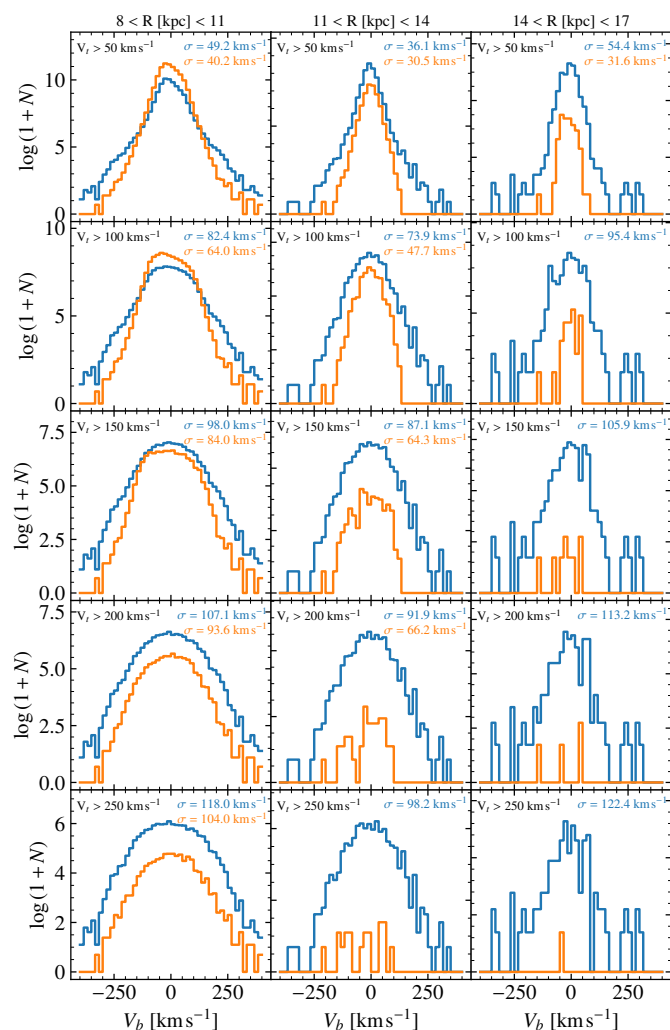 8 < R [kpc] < 11
11 < R [kpc] < 14
14 < R [kpc] < 17
V_t > 50 kms⁻¹ σ = 49.2 kms⁻¹
σ = 40.2 kms⁻¹
V_t > 50 kms⁻¹ σ = 36.1 kms⁻¹
σ = 30.5 kms⁻¹
V_t > 50 kms⁻¹ σ = 54.4 kms⁻¹
σ = 31.6 kms⁻¹
10
5
0
log (1 + N)
V_t > 100 kms⁻¹ σ = 82.4 kms⁻¹
σ = 64.0 kms⁻¹
V_t > 100 kms⁻¹ σ = 73.9 kms⁻¹
σ = 47.7 kms⁻¹
V_t > 100 kms⁻¹ σ = 95.4 kms⁻¹
10
5
0
log (1 + N)
V_t > 150 kms⁻¹ σ = 98.0 kms⁻¹
σ = 84.0 kms⁻¹
V_t > 150 kms⁻¹ σ = 87.1 kms⁻¹
σ = 64.3 kms⁻¹
V_t > 150 kms⁻¹ σ = 105.9 kms⁻¹
7.5
5.0
2.5
0.0
log (1 + N)
V_t > 200 kms⁻¹ σ = 107.1 kms⁻¹
σ = 93.6 kms⁻¹
V_t > 200 kms⁻¹ σ = 91.9 kms⁻¹
σ = 66.2 kms⁻¹
V_t > 200 kms⁻¹ σ = 113.2 kms⁻¹
7.5
5.0
2.5
0.0
log (1 + N)
V_t > 250 kms⁻¹ σ = 118.0 kms⁻¹
σ = 104.0 kms⁻¹
V_t > 250 kms⁻¹ σ = 98.2 kms⁻¹
V_t > 250 kms⁻¹ σ = 122.4 kms⁻¹
6
4
2
0
log (1 + N)
−250 0 250
−250 0 250
−250 0 250
V_b [kms⁻¹]
V_b [kms⁻¹]
V_b [kms⁻¹]